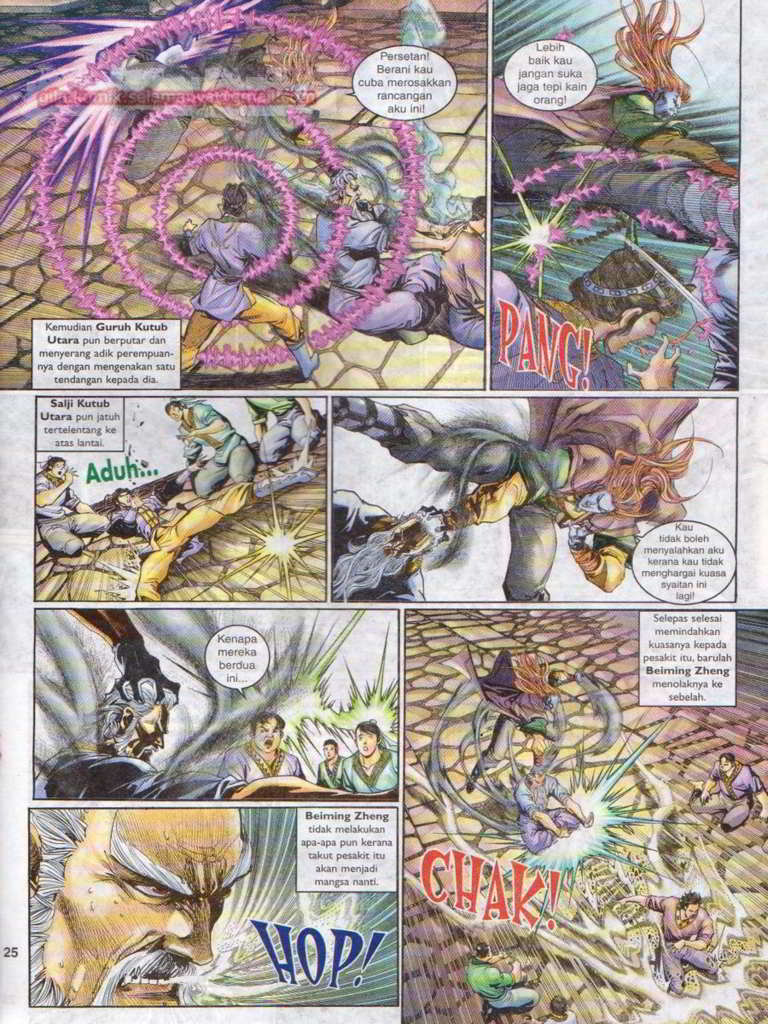 Persetan!
Berani kau
cuba merosakkan
rancangan
aku ini!
Kemudian Guruh Kutub
Utara pun berputar dan
menyerang adik perempuan-
nya dengan mengenakan satu
tendangan kepada dia.
Lebih
baik kau
jangan suka
jaga tepi kain
orang!
PANG!
Salji Kutub
Utara pun jatuh
tertelentang ke
atas lantai.
Aduh...
Kau
tidak boleh
menyalahkan aku
kerana kau tidak
menghargai kuasa
syaitan ini
lagi!
Kenapa
mereka
berdua
ini...
Selepas selesai
memindahkan
kuasanya kepada
pesakit itu, barulah
Beiming Zheng
menolaknya ke
sebelah.
CHAK!
Beiming Zheng
tidak melakukan
apa-apa pun kerana
takut pesakit itu
akan menjadi
mangsa nanti.
HOP!
25